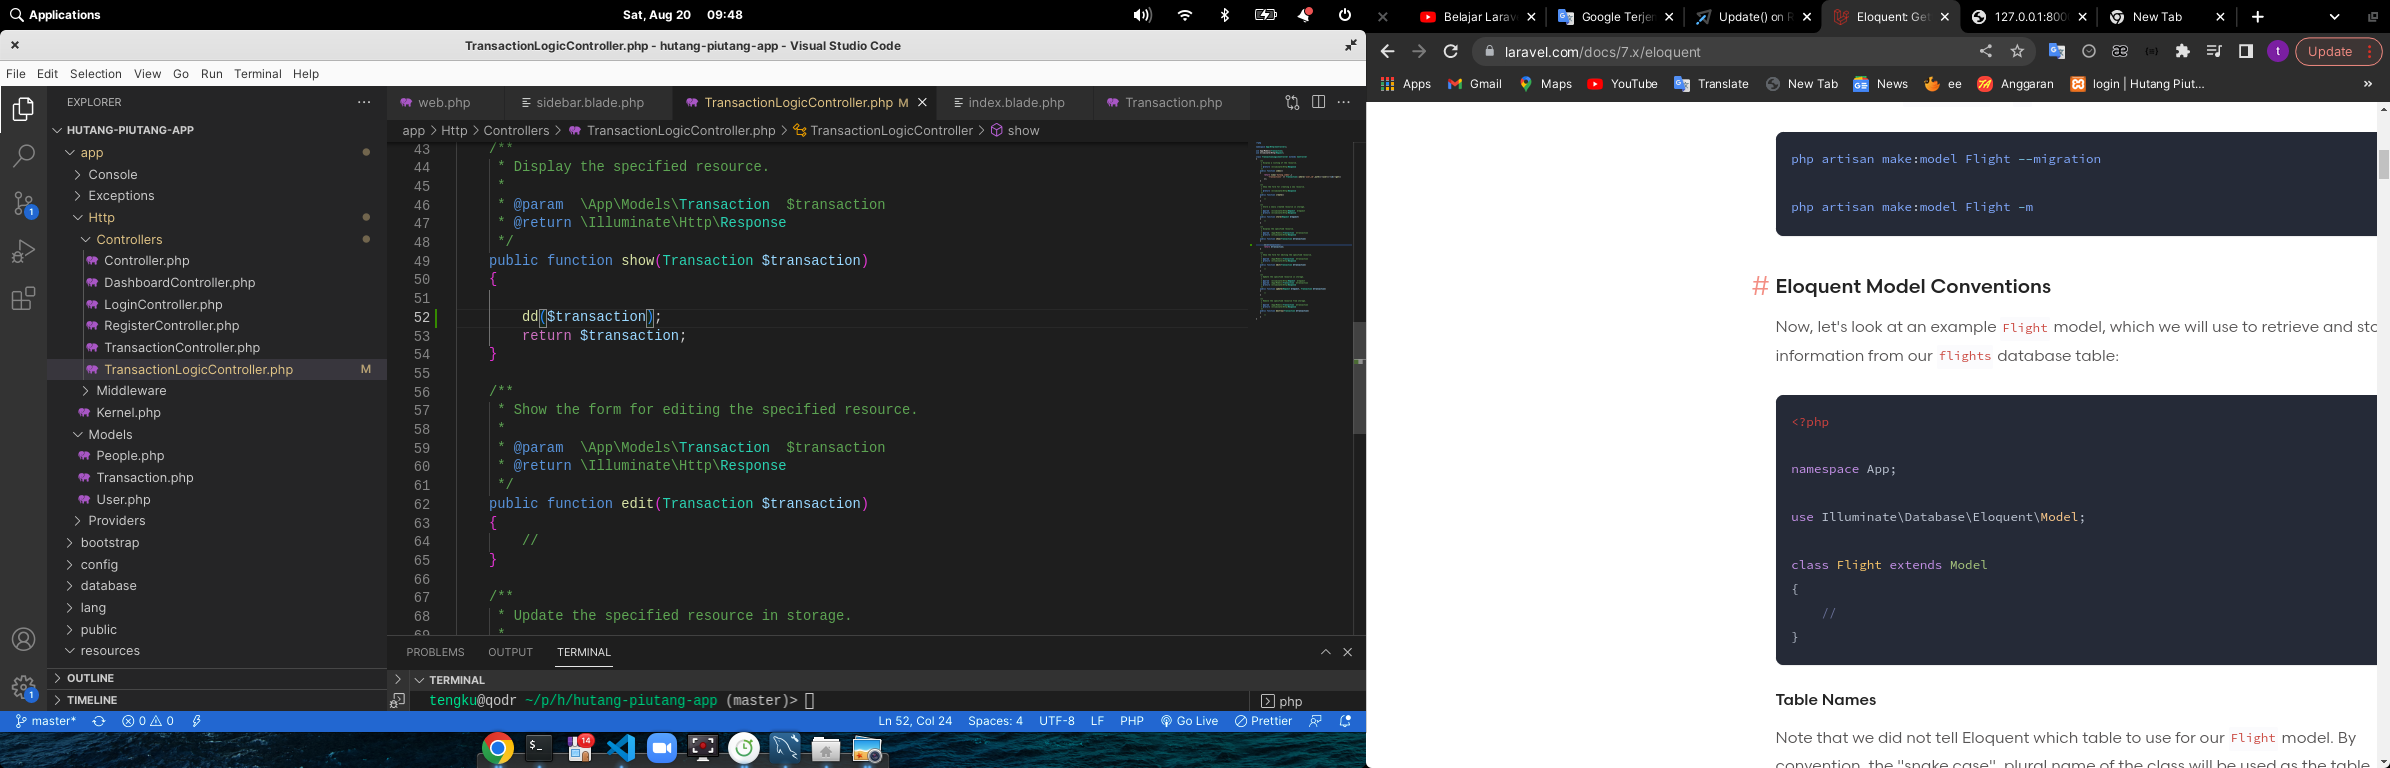 Applications
Sat, Aug 20 09:48
TransactionLogicController.php - hutang-piutang-app - Visual Studio Code
File Edit Selection View Go Run Terminal Help
EXPLORER
HUTANG-PIUTANG-APP
app
Console
Exceptions
Http
Controllers
Controller.php
DashboardController.php
LoginController.php
RegisterController.php
TransactionController.php
TransactionLogicController.php M
Middleware
Kernel.php
Models
People.php
Transaction.php
User.php
Providers
bootstrap
config
database
lang
public
resources
OUTLINE
TIMELINE
1
1
web.php sidebar.blade.php TransactionLogicController.php M index.blade.php Transaction.php
app > Http > Controllers > TransactionLogicController.php > TransactionLogicController > show
43 /**
44 * Display the specified resource.
45 *
46 * @param \App\Models\Transaction $transaction
47 * @return \Illuminate\Http\Response
48 */
49 public function show(Transaction $transaction)
50 {
51
52 dd($transaction);
53 return $transaction;
54 }
55
56 /**
57 * Show the form for editing the specified resource.
58 *
59 * @param \App\Models\Transaction $transaction
60 * @return \Illuminate\Http\Response
61 */
62 public function edit(Transaction $transaction)
63 {
64 //
65 }
66
67 /**
68 * Update the specified resource in storage.
69 *
PROBLEMS OUTPUT TERMINAL
TERMINAL
tengku@qodr ~/p/h/hutang-piutang-app (master)>
php
master* 0 0 Ln 52, Col 24 Spaces: 4 UTF-8 LF PHP Go Live Prettier
14
Belajar Larav Google Terje Update() on R Eloquent: Get 127.0.0.1:800 New Tab
laravel.com/docs/7.x/eloquent
t Update
Apps Gmail Maps YouTube Translate New Tab News ee Anggaran login | Hutang Piut... »
php artisan make:model Flight --migration
php artisan make:model Flight -m
# Eloquent Model Conventions
Now, let's look at an example Flight model, which we will use to retrieve and sto
information from our flights database table:
<?php
namespace App;
use Illuminate\Database\Eloquent\Model;
class Flight extends Model
{
//
}
Table Names
Note that we did not tell Eloquent which table to use for our Flight model. By
convention, the "snake case", plural name of the class will be used as the table